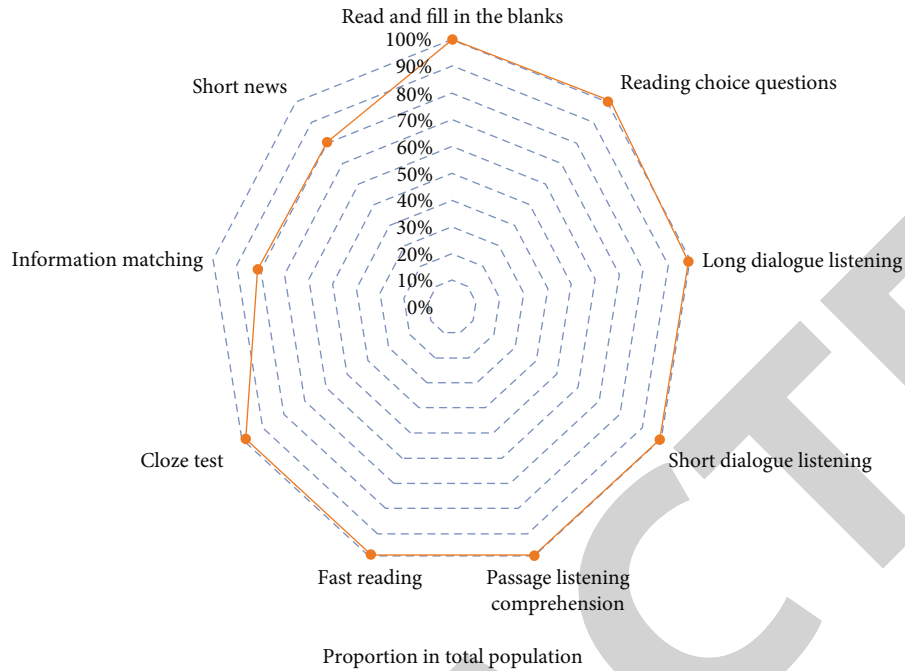 Read and fill in the blanks
100%
90%
80%
70%
60%
50%
40%
30%
20%
10%
0%
Reading choice questions
Long dialogue listening
Short dialogue listening
Passage listening
comprehension
Fast reading
Cloze test
Information matching
Short news
Proportion in total population